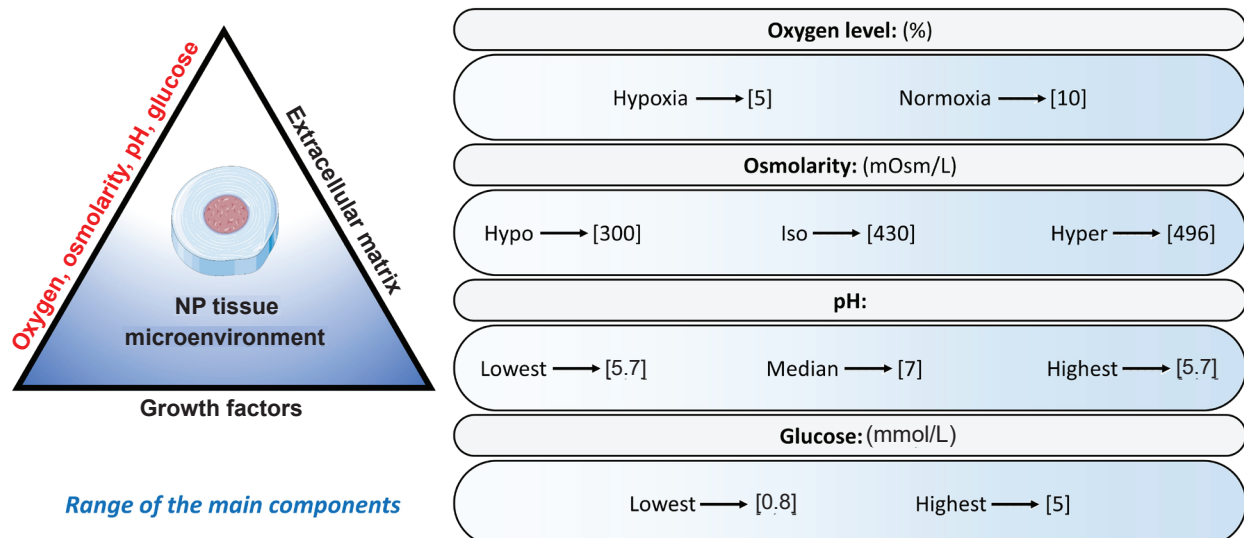 Oxygen, osmolarity, pH, glucose
Extracellular matrix
NP tissue
microenvironment
Growth factors
Range of the main components
Oxygen level: (%)
Hypoxia → [5] Normoxia → [10]
Osmolarity: (mOsm/L)
Hypo → [300] Iso → [430] Hyper → [496]
pH:
Lowest → [5.7] Median → [7] Highest → [5.7]
Glucose: (mmol/L)
Lowest → [0.8] Highest → [5]